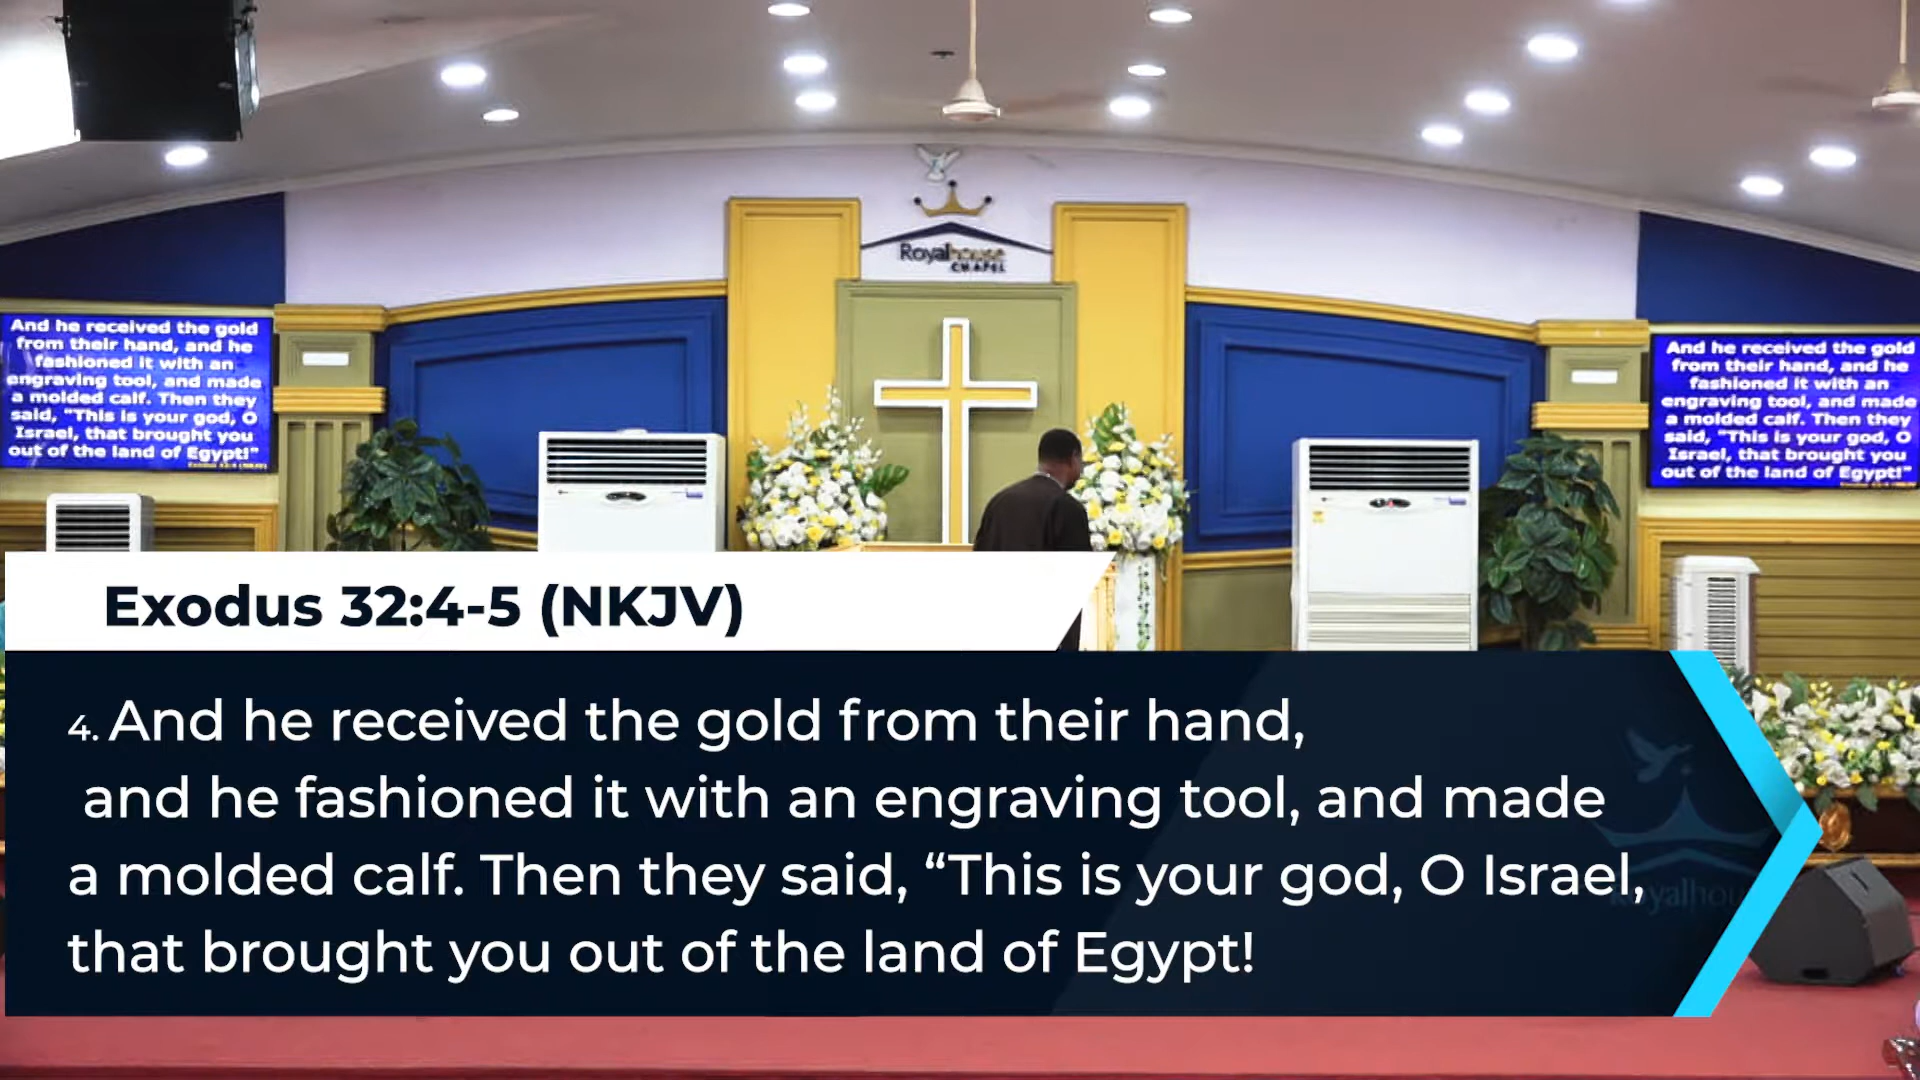 Royalhouse
CHAPEL
And he received the gold
from their hand, and he
fashioned it with an
engraving tool, and made
a molded calf. Then they
said, "This is your god, O
Israel, that brought you
out of the land of Egypt!"
Exodus 32:4 (NKJV)
And he received the gold
from their hand, and he
fashioned it with an
engraving tool, and made
a molded calf. Then they
said, "This is your god, O
Israel, that brought you
out of the land of Egypt!"
Exodus 32:4-5 (NKJV)
4. And he received the gold from their hand,
and he fashioned it with an engraving tool, and made
a molded calf. Then they said, “This is your god, O Israel,
that brought you out of the land of Egypt!